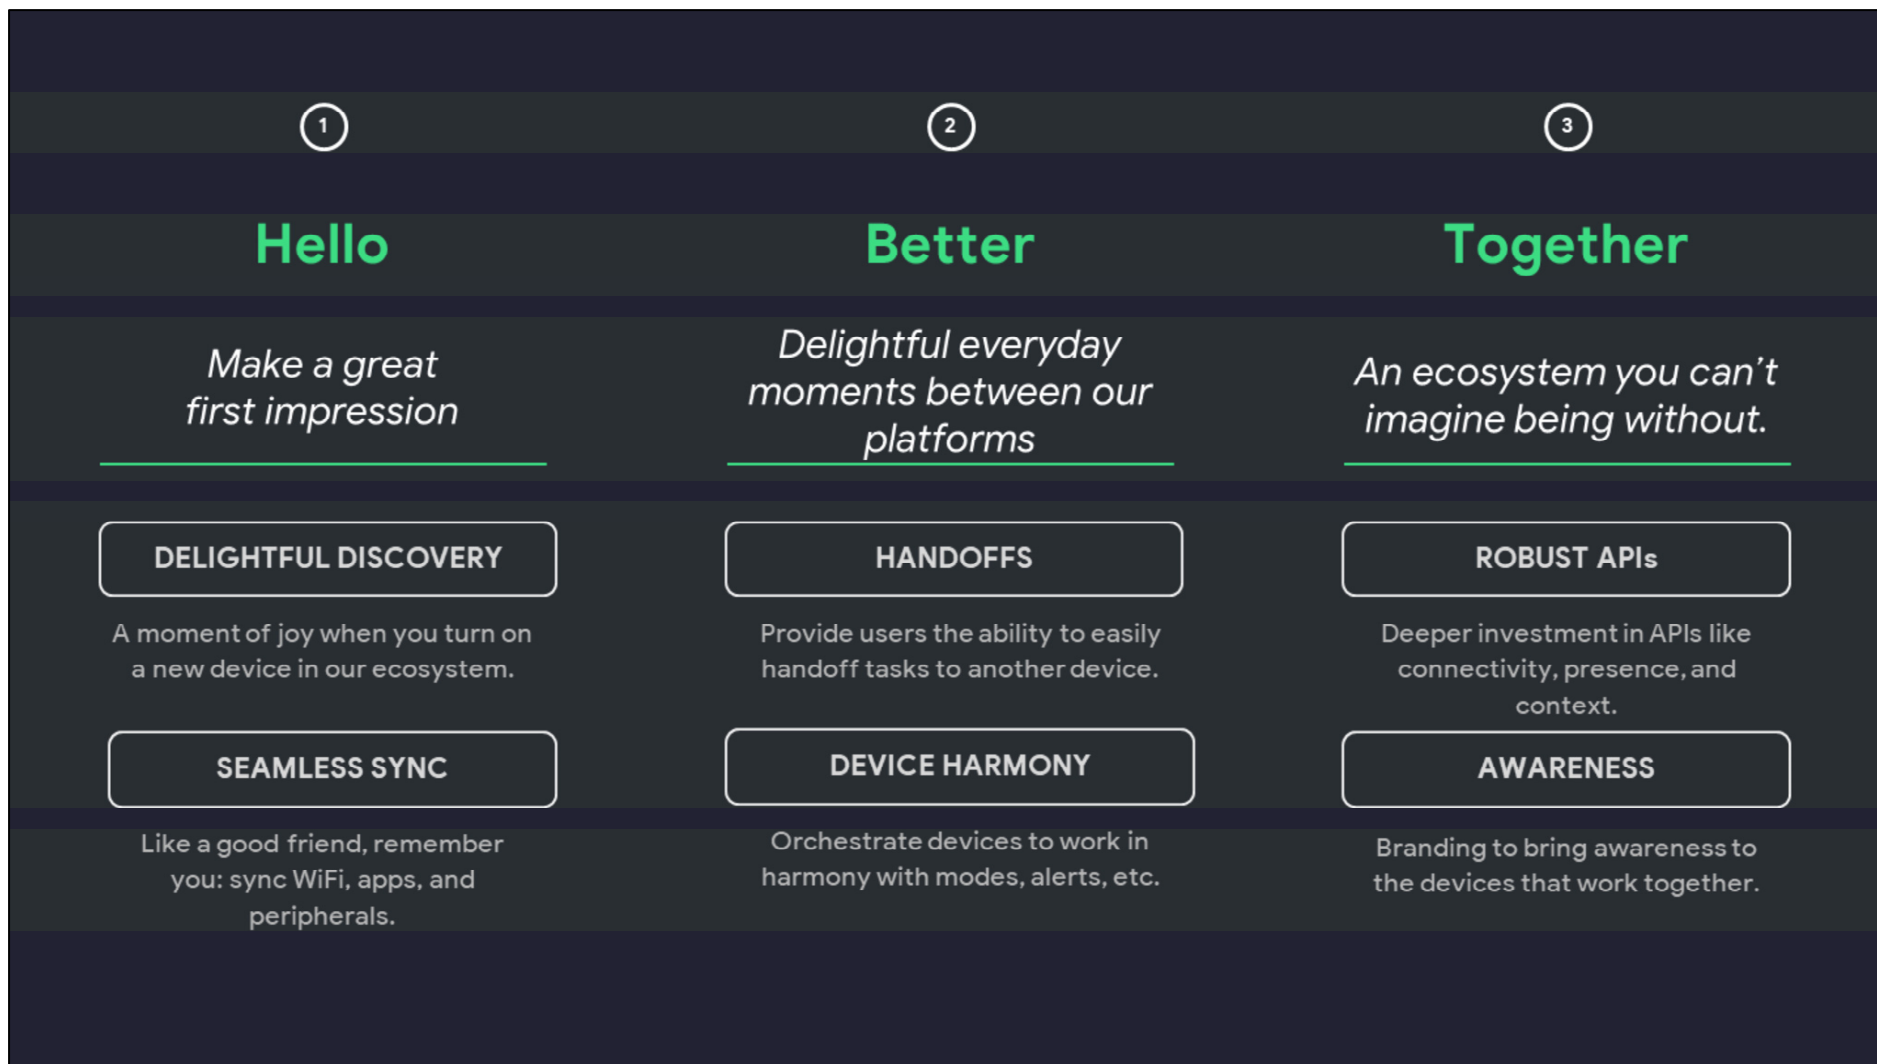 1
Hello
Make a great
first impression
DELIGHTFUL DISCOVERY
A moment of joy when you turn on
a new device in our ecosystem.
SEAMLESS SYNC
Like a good friend, remember
you: sync WiFi, apps, and
peripherals.
2
Better
Delightful everyday
moments between our
platforms
HANDOFFS
Provide users the ability to easily
handoff tasks to another device.
DEVICE HARMONY
Orchestrate devices to work in
harmony with modes, alerts, etc.
3
Together
An ecosystem you can't
imagine being without.
ROBUST APIs
Deeper investment in APIs like
connectivity, presence, and
context.
AWARENESS
Branding to bring awareness to
the devices that work together.